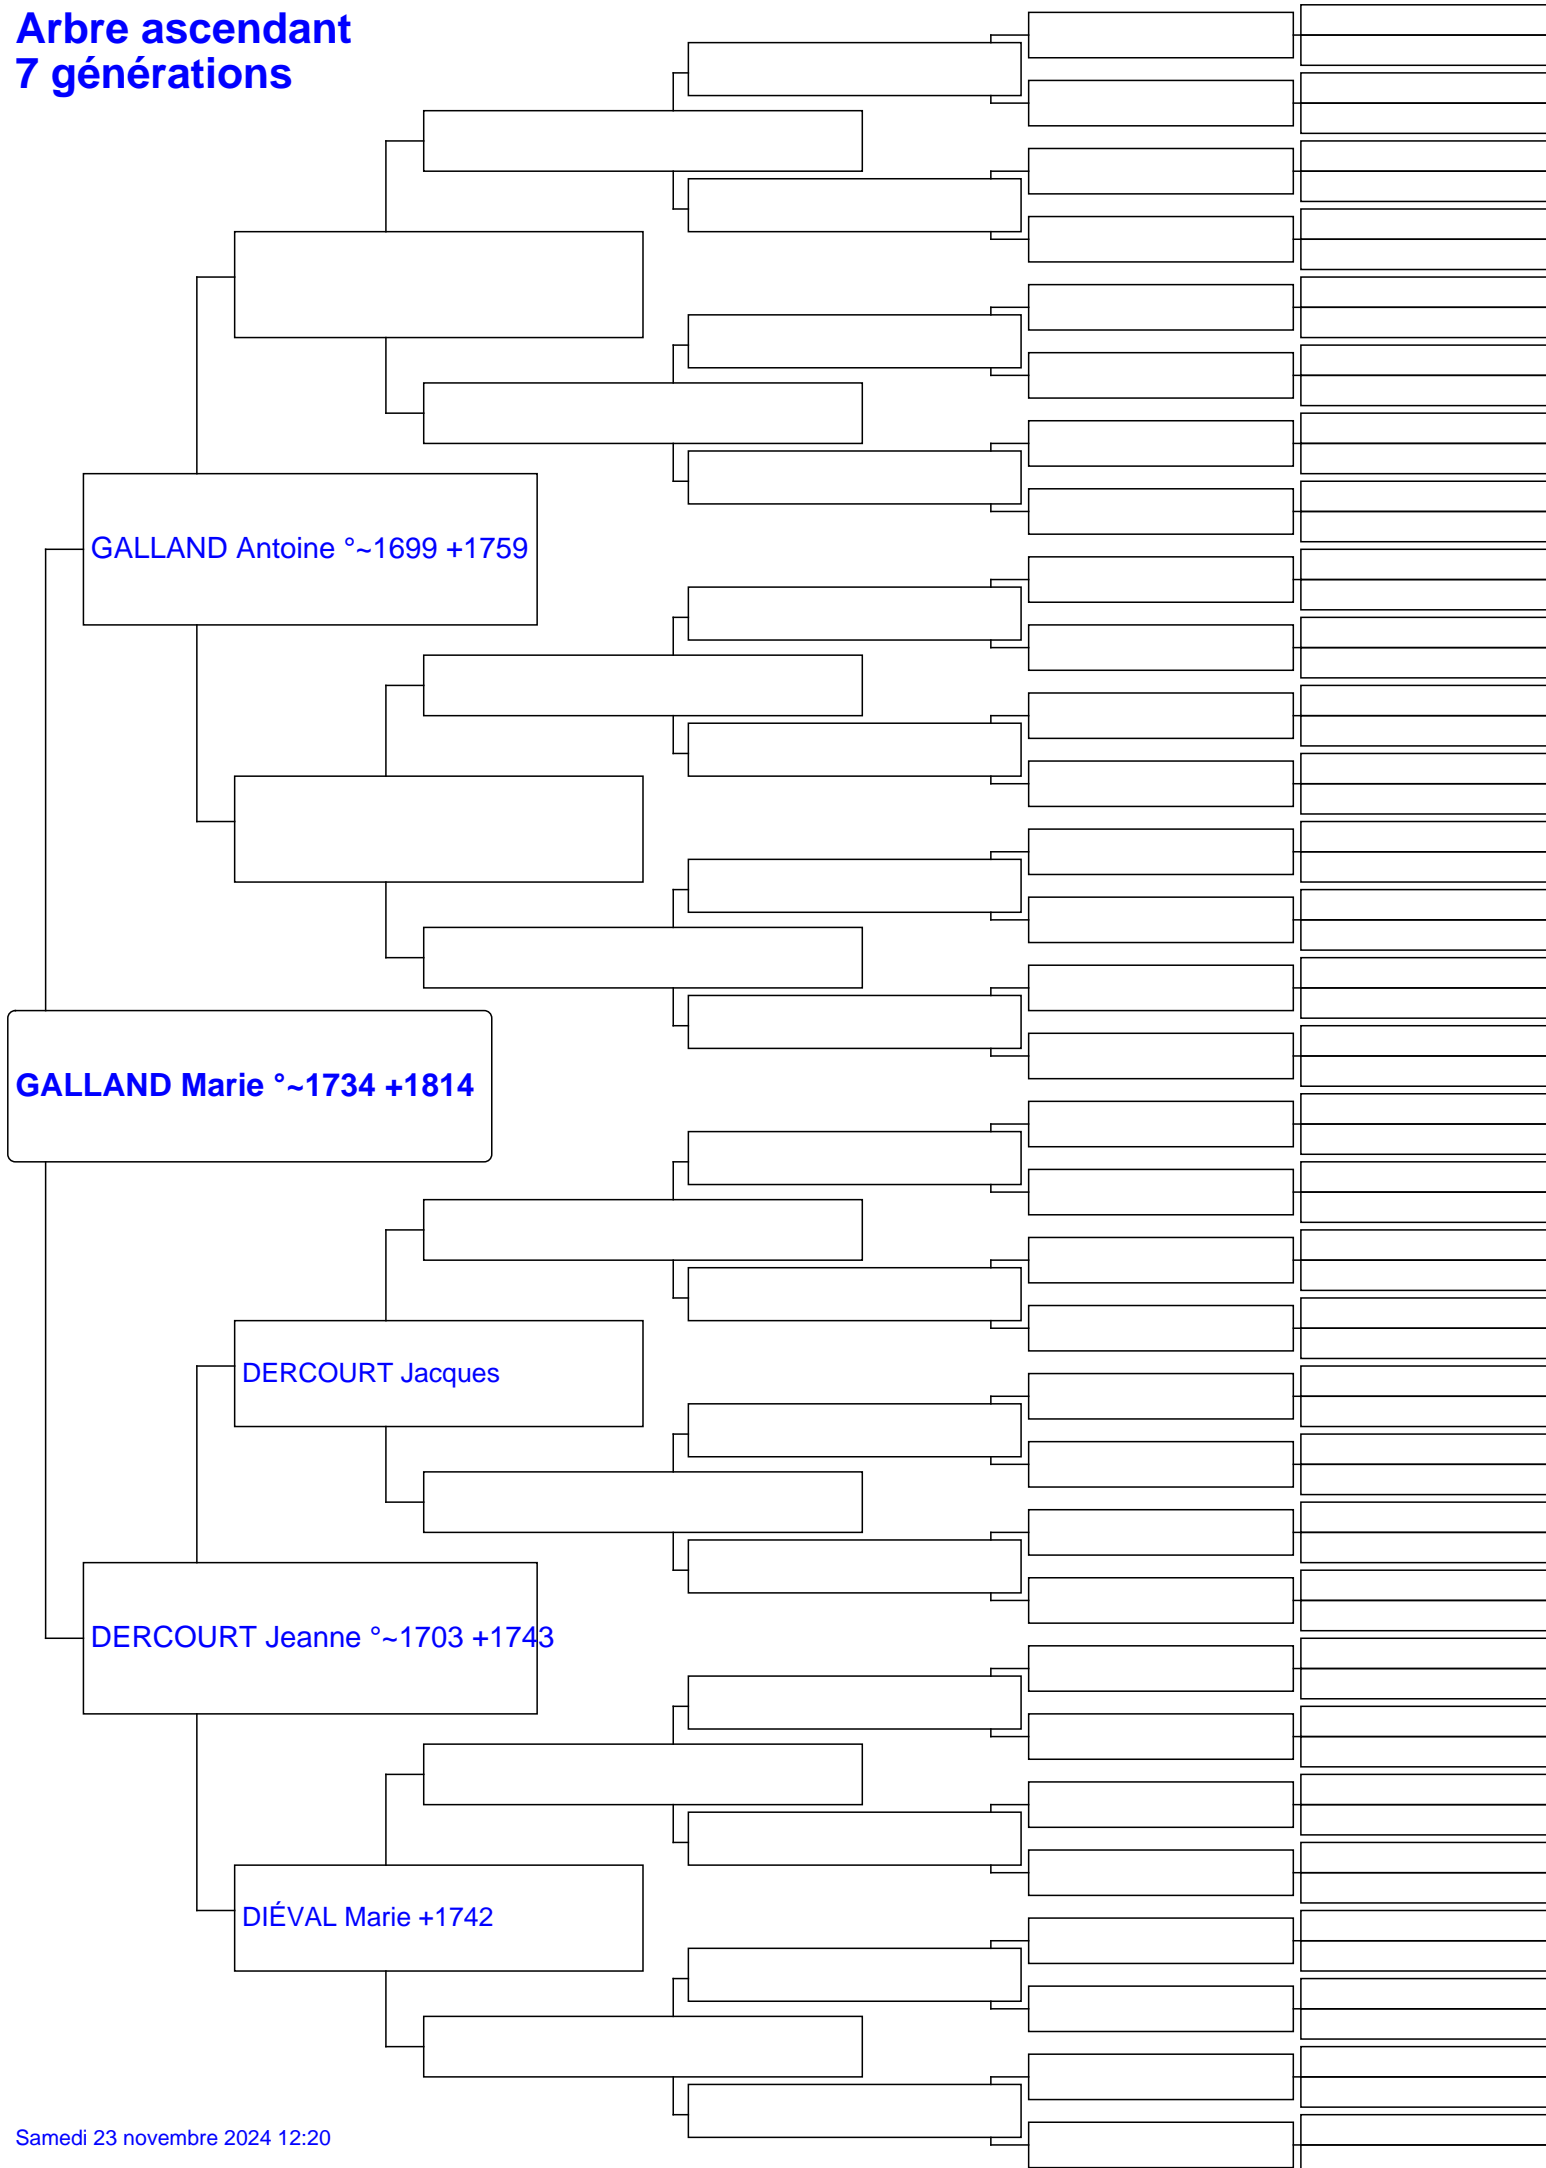 Arbre ascendant
7 générations
GALLAND Antoine °~1699 +1759
GALLAND Marie °~1734 +1814
DERCOURT Jacques
DERCOURT Jeanne °~1703 +1743
DIÉVAL Marie +1742
Samedi 23 novembre 2024 12:20